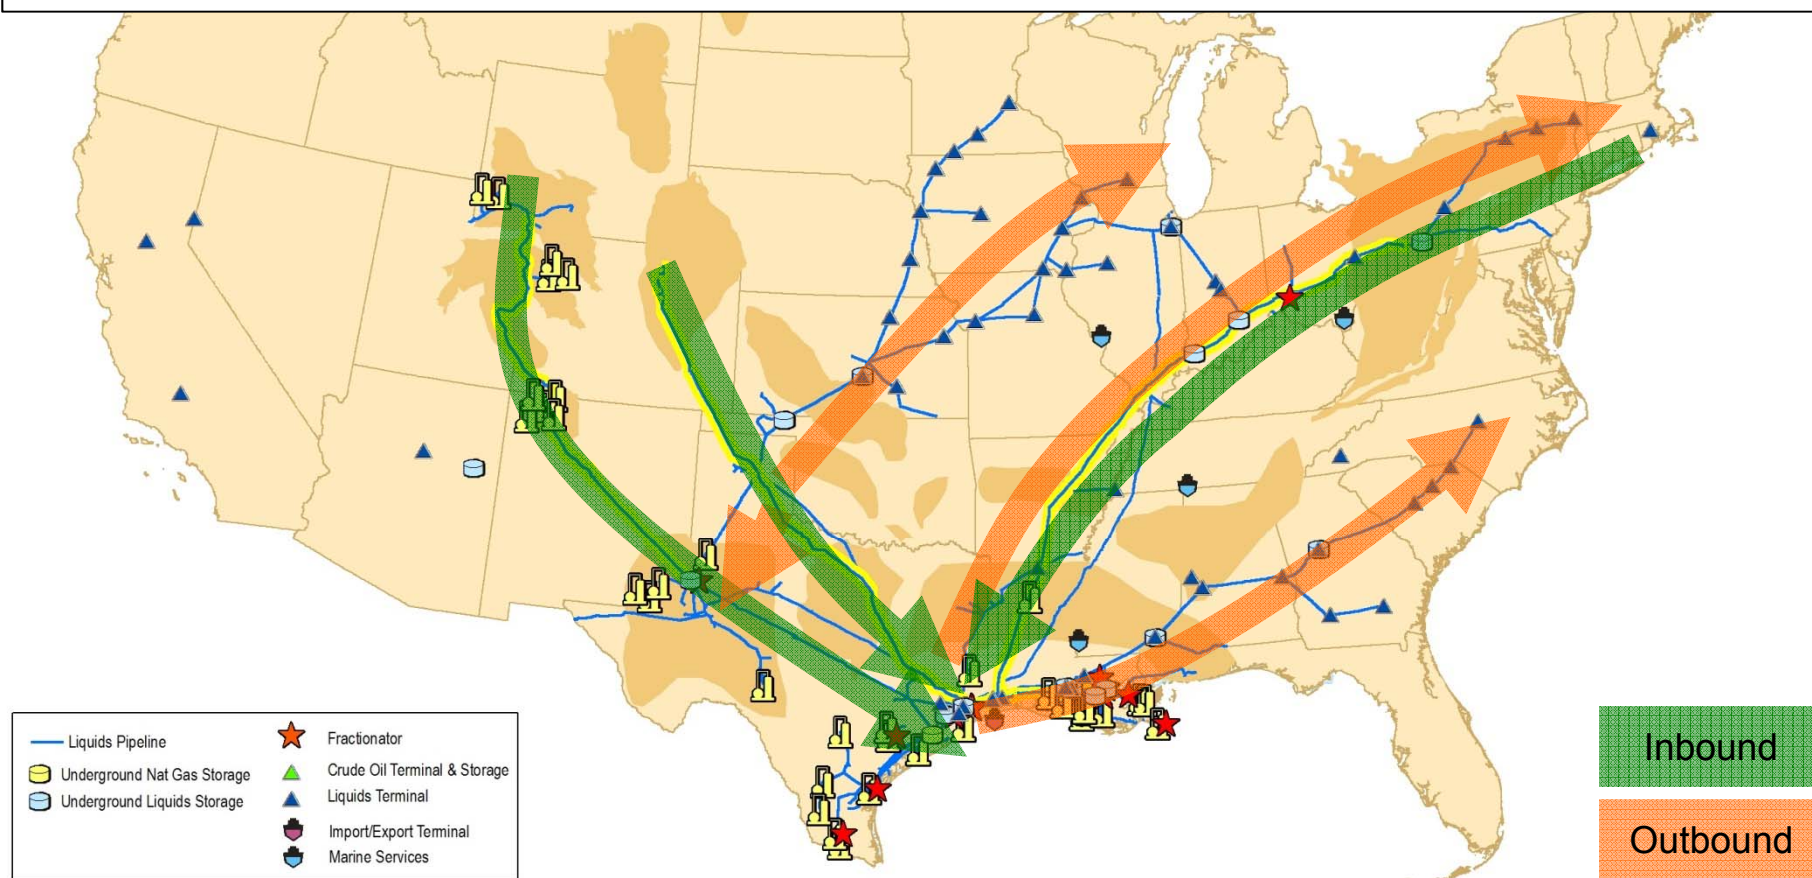 Liquids Pipeline
Underground Nat Gas Storage
Underground Liquids Storage
Fractionator
Crude Oil Terminal & Storage
Liquids Terminal
Import/Export Terminal
Marine Services
Inbound
Outbound